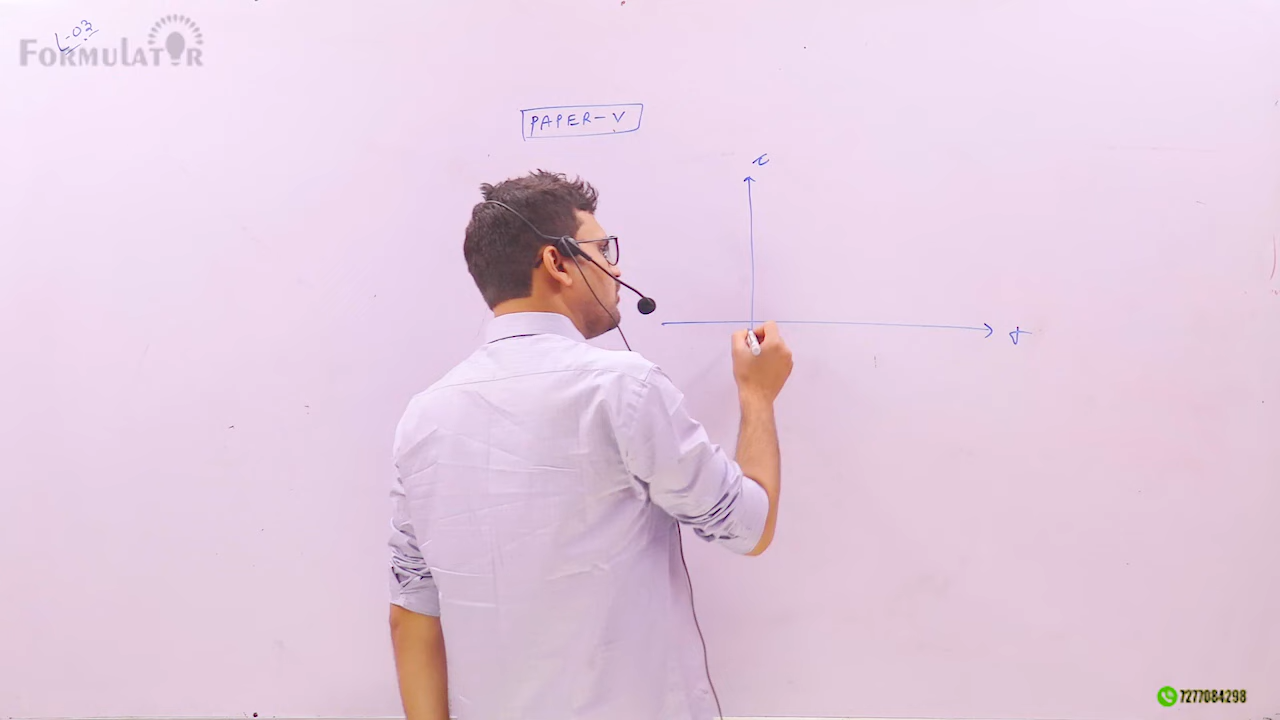 L-03
FORMULATOR
PAPER-V
τ
σ
7277084298